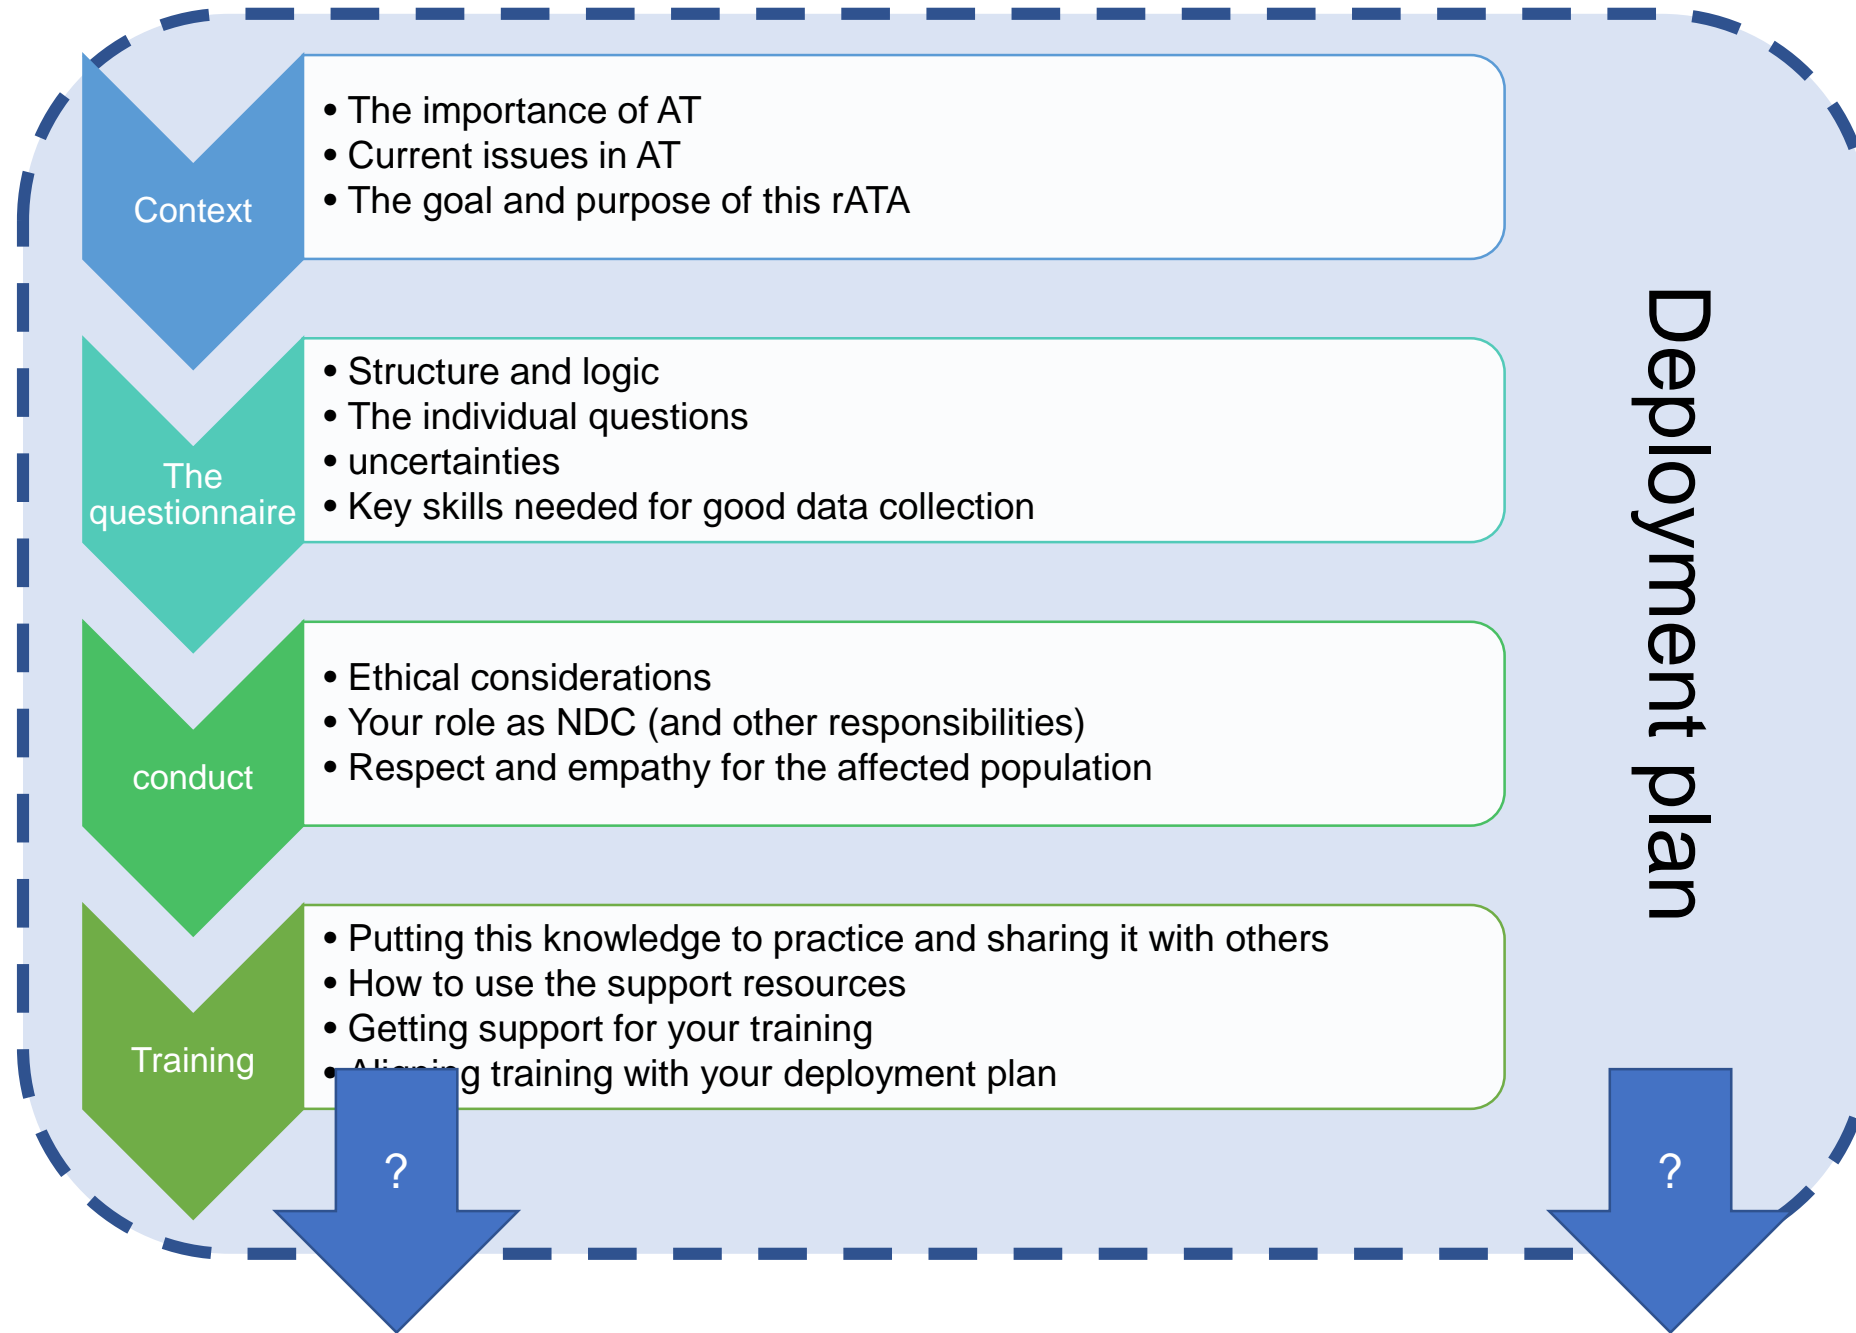 Context
• The importance of AT
• Current issues in AT
• The goal and purpose of this rATA
The
questionnaire
• Structure and logic
• The individual questions
• uncertainties
• Key skills needed for good data collection
conduct
• Ethical considerations
• Your role as NDC (and other responsibilities)
• Respect and empathy for the affected population
Training
• Putting this knowledge to practice and sharing it with others
• How to use the support resources
• Getting support for your training
• Aligning training with your deployment plan
Deployment plan
?
?